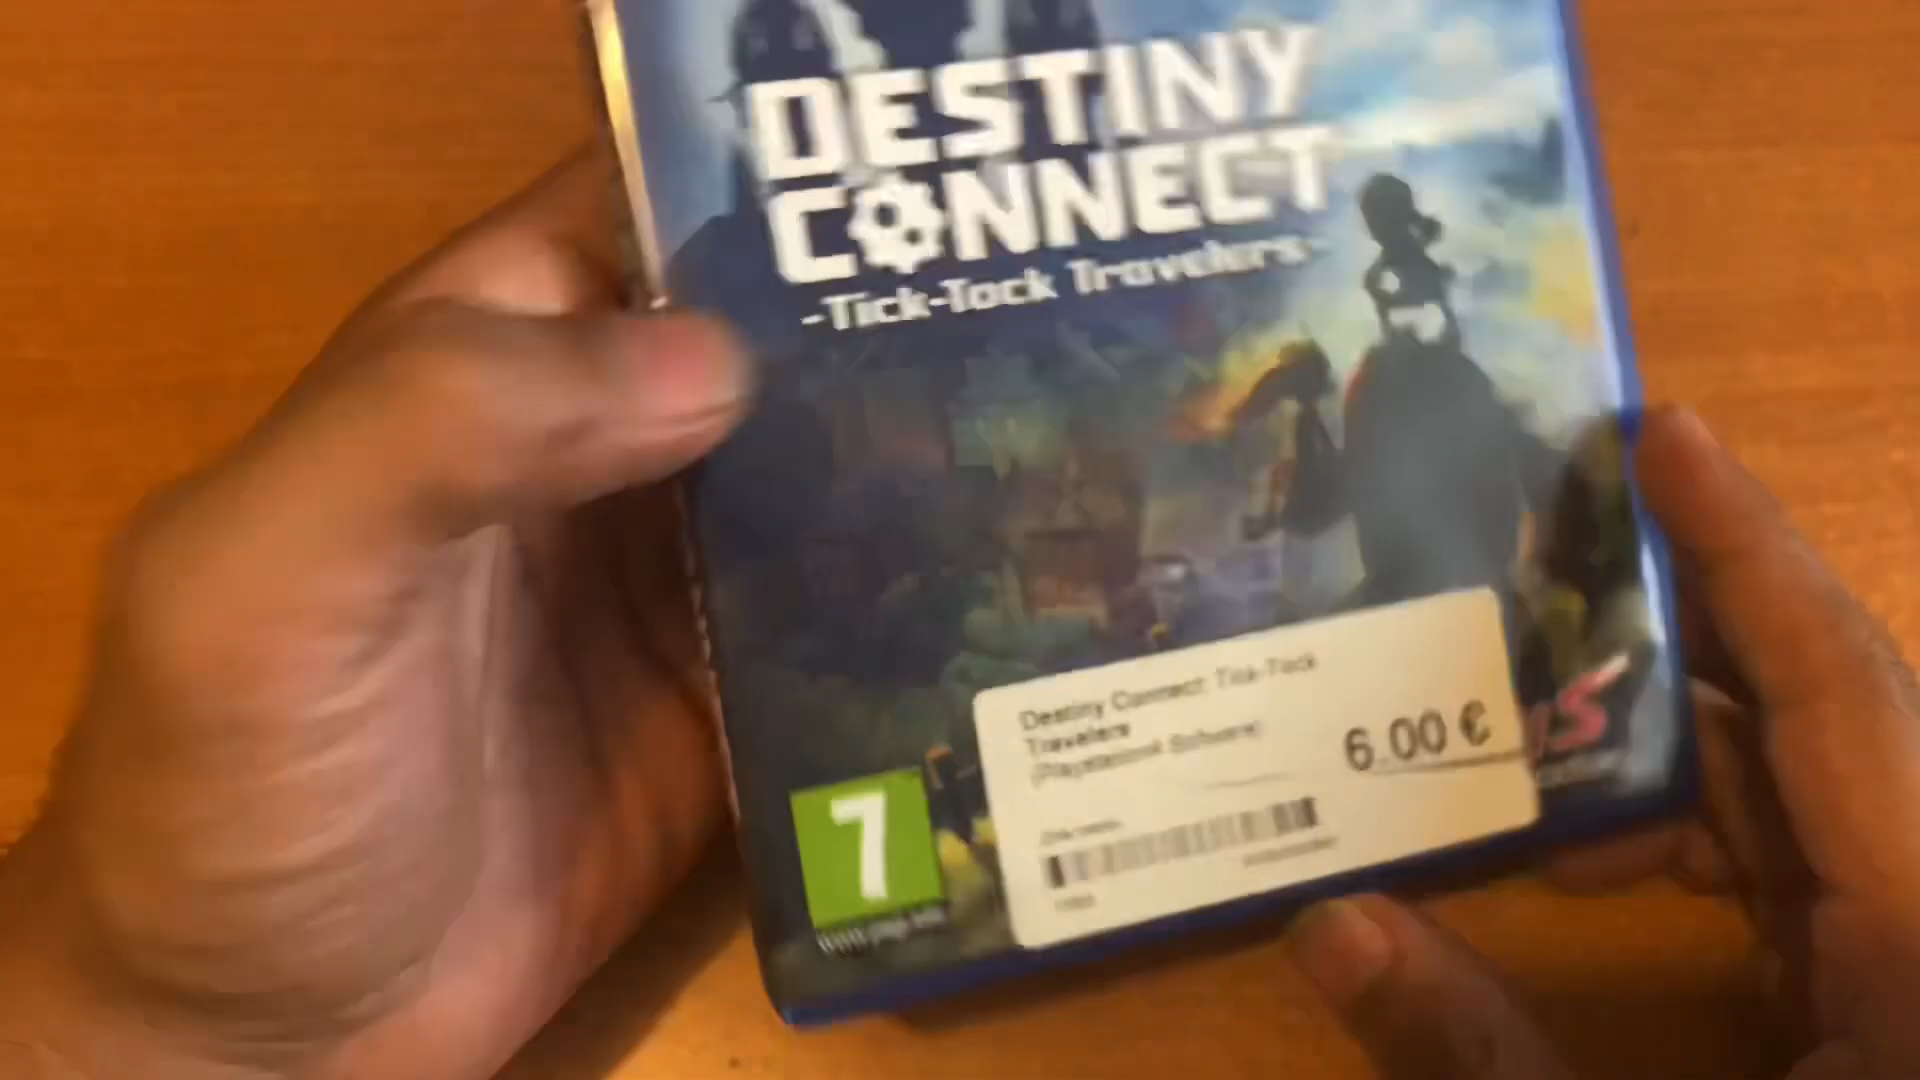 DESTINY
CONNECT
-Tick-Tock Travelers-
Destiny Connect: Tick-Tock
Travelers
(Playstation4 Software)
6.00 €
7